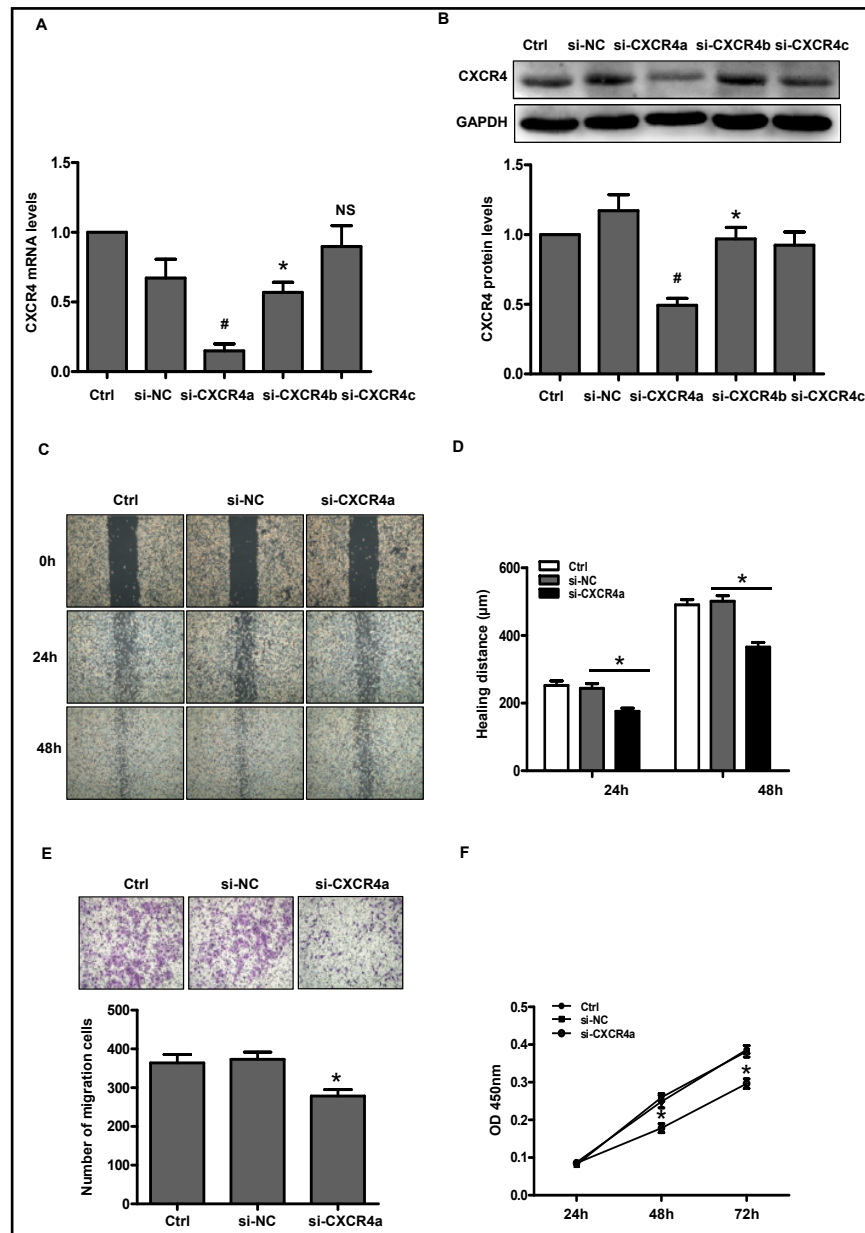 A
CXCR4 mRNA levels
1.5
1.0
0.5
0.0
#
*
NS
Ctrl si-NC si-CXCR4a si-CXCR4b si-CXCR4c
B
Ctrl si-NC si-CXCR4a si-CXCR4b si-CXCR4c
CXCR4
GAPDH
CXCR4 protein levels
1.5
1.0
0.5
0.0
#
*
Ctrl si-NC si-CXCR4a si-CXCR4b si-CXCR4c
C
Ctrl si-NC si-CXCR4a
0h
24h
48h
D
Healing distance (µm)
600
400
200
0
Ctrl
si-NC
si-CXCR4a
*
*
24h 48h
E
Ctrl si-NC si-CXCR4a
Number of migration cells
500
400
300
200
100
0
*
Ctrl si-NC si-CXCR4a
F
OD 450nm
0.5
0.4
0.3
0.2
0.1
0.0
Ctrl
si-NC
si-CXCR4a
*
*
24h 48h 72h